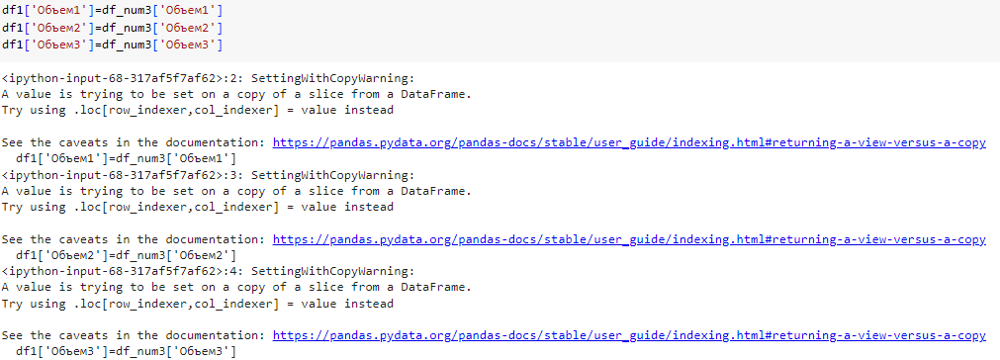 df1['Объем1']=df_num3['Объем1']
df1['Объем2']=df_num3['Объем2']
df1['Объем3']=df_num3['Объем3']
<ipython-input-68-317af5f7af62>:2: SettingWithCopyWarning:
A value is trying to be set on a copy of a slice from a DataFrame.
Try using .loc[row_indexer,col_indexer] = value instead
See the caveats in the documentation: https://pandas.pydata.org/pandas-docs/stable/user_guide/indexing.html#returning-a-view-versus-a-copy
df1['Объем1']=df_num3['Объем1']
<ipython-input-68-317af5f7af62>:3: SettingWithCopyWarning:
A value is trying to be set on a copy of a slice from a DataFrame.
Try using .loc[row_indexer,col_indexer] = value instead
See the caveats in the documentation: https://pandas.pydata.org/pandas-docs/stable/user_guide/indexing.html#returning-a-view-versus-a-copy
df1['Объем2']=df_num3['Объем2']
<ipython-input-68-317af5f7af62>:4: SettingWithCopyWarning:
A value is trying to be set on a copy of a slice from a DataFrame.
Try using .loc[row_indexer,col_indexer] = value instead
See the caveats in the documentation: https://pandas.pydata.org/pandas-docs/stable/user_guide/indexing.html#returning-a-view-versus-a-copy
df1['Объем3']=df_num3['Объем3']